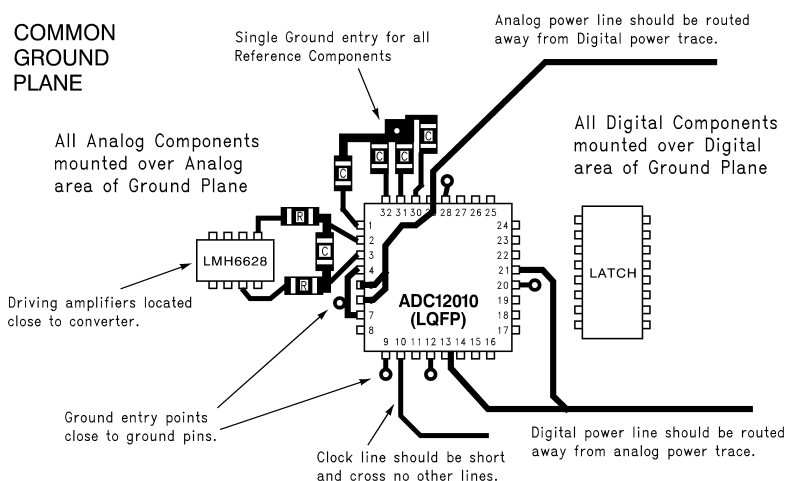 COMMON
GROUND
PLANE
Analog power line should be routed
away from Digital power trace.
Single Ground entry for all
Reference Components
All Analog Components
mounted over Analog
area of Ground Plane
All Digital Components
mounted over Digital
area of Ground Plane
C
C
C
C
32 31 30 28 27 26 25
1
2
3
4
7
8
24
23
22
21
20
19
18
17
R
C
R
LMH6628
ADC12010
(LQFP)
LATCH
9 10 11 12 13 14 15 16
Driving amplifiers located
close to converter.
Ground entry points
close to ground pins.
Clock line should be short
and cross no other lines.
Digital power line should be routed
away from analog power trace.